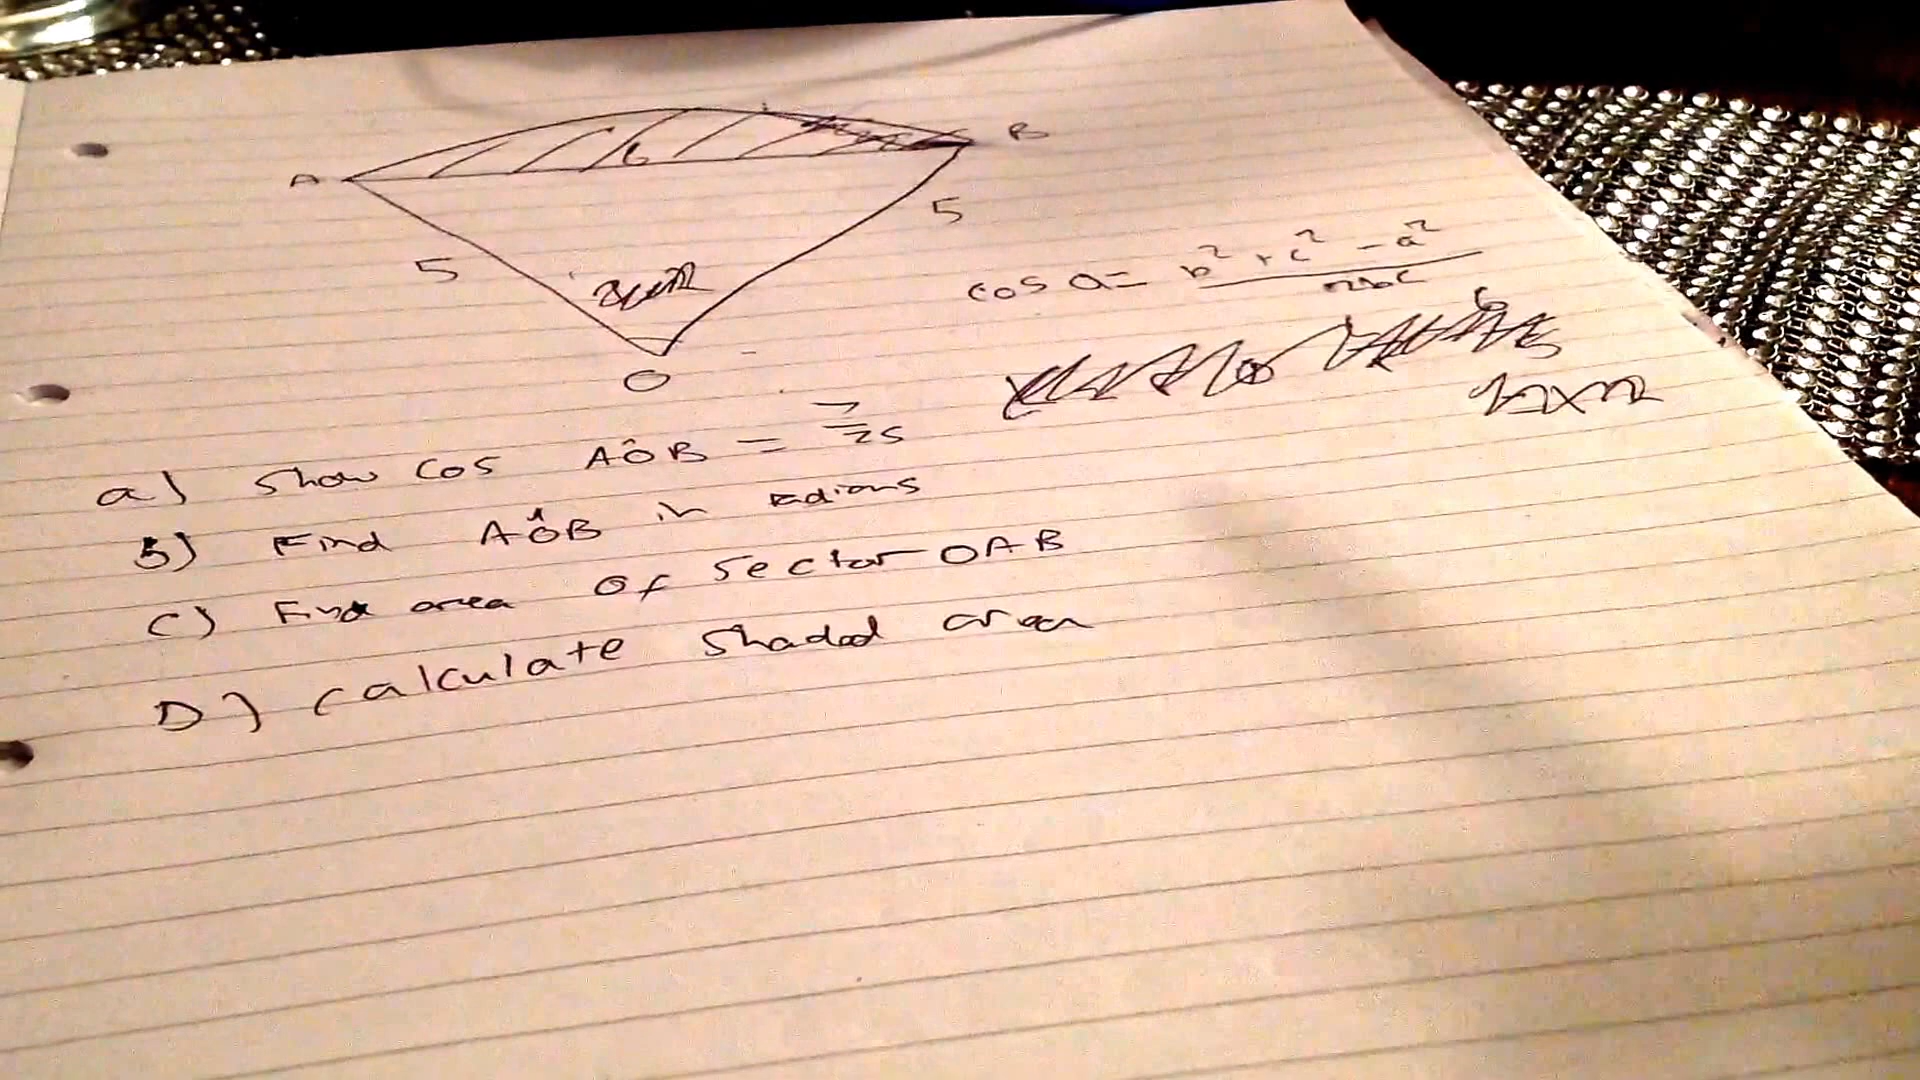 A
6
B
5
5
O
cos a = b² + c² - a² / 2bc
6
a) Show cos AÔB = 7/25
B) Find AÔB in radians
C) Find area of sector OAB
D) calculate shaded area